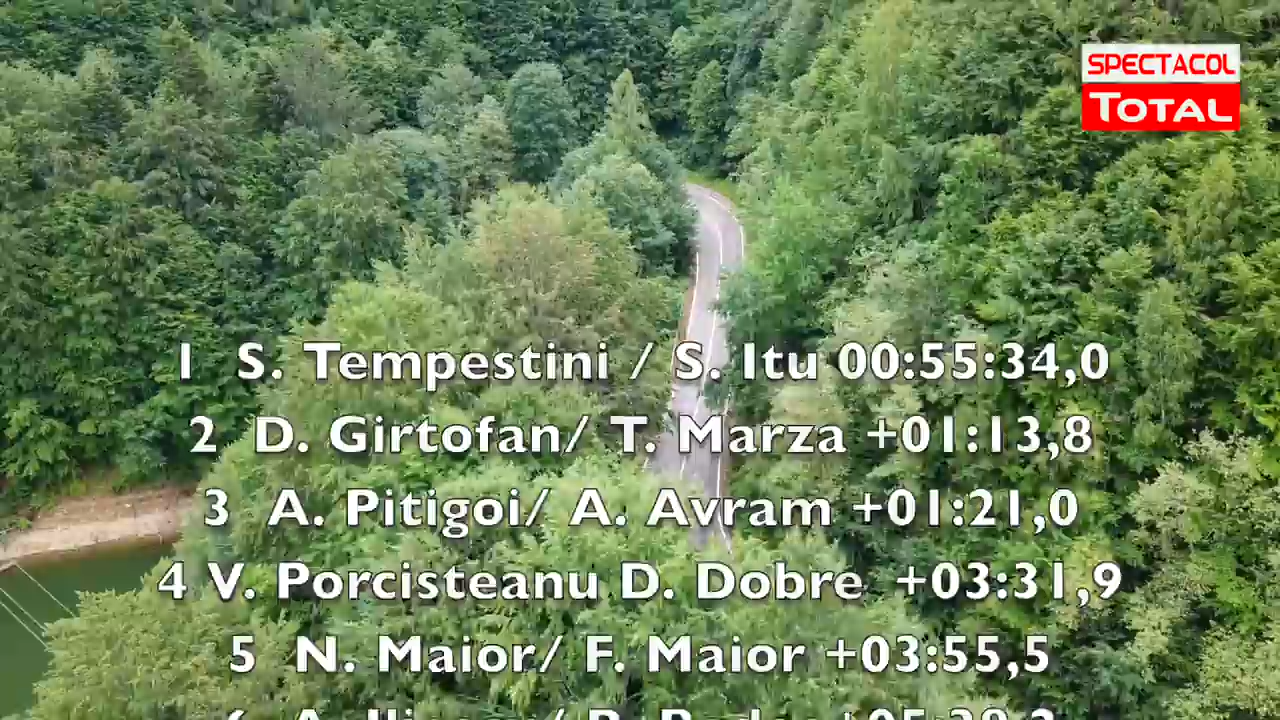 SPECTACOL
TOTAL
1 S. Tempestini / S. Itu 00:55:34,0
2 D. Girtofan/ T. Marza +01:13,8
3 A. Pitigoi/ A. Avram +01:21,0
4 V. Porcisteanu D. Dobre +03:31,9
5 N. Maior/ F. Maior +03:55,5